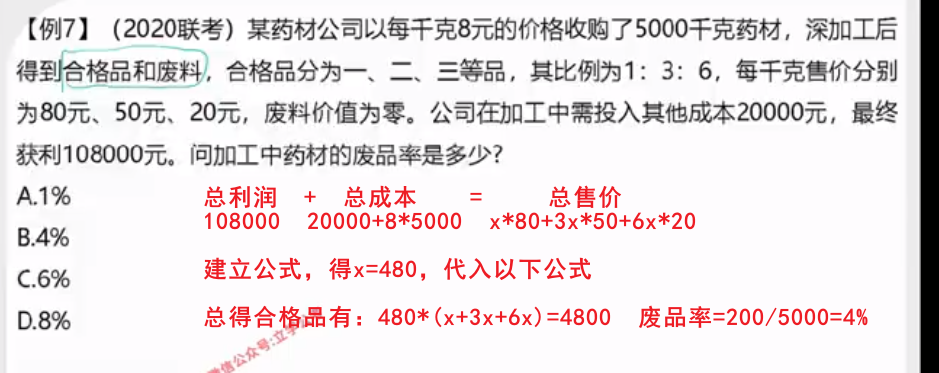 【例7】（2020联考）某药材公司以每千克8元的价格收购了5000千克药材，深加工后
得到合格品和废料，合格品分为一、二、三等品，其比例为1：3：6，每千克售价分别
为80元、50元、20元，废料价值为零。公司在加工中需投入其他成本20000元，最终
获利108000元。问加工中药材的废品率是多少?
A.1%
总利润 + 总成本 = 总售价
108000 20000+8*5000 x*80+3x*50+6x*20
B.4%
C.6%
建立公式，得x=480，代入以下公式
D.8%
总得合格品有：480*(x+3x+6x)=4800 废品率=200/5000=4%
微信公众号:立学